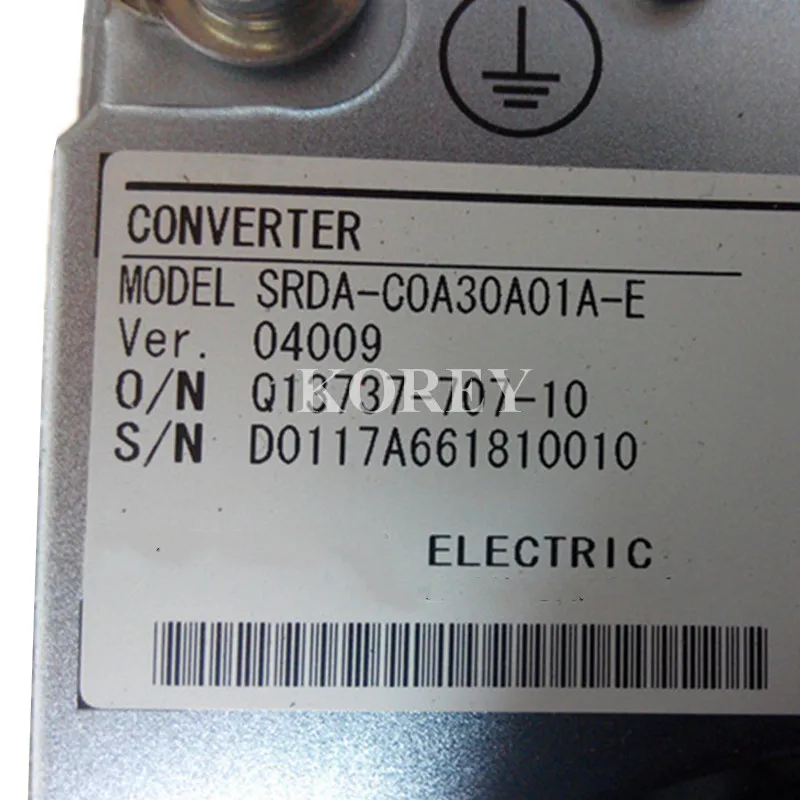 CONVERTER
MODEL SRDA-COA30A01A-E
Ver. 04009
O/N Q13737-707-10
S/N D0117A661810010
KOREY
ELECTRIC